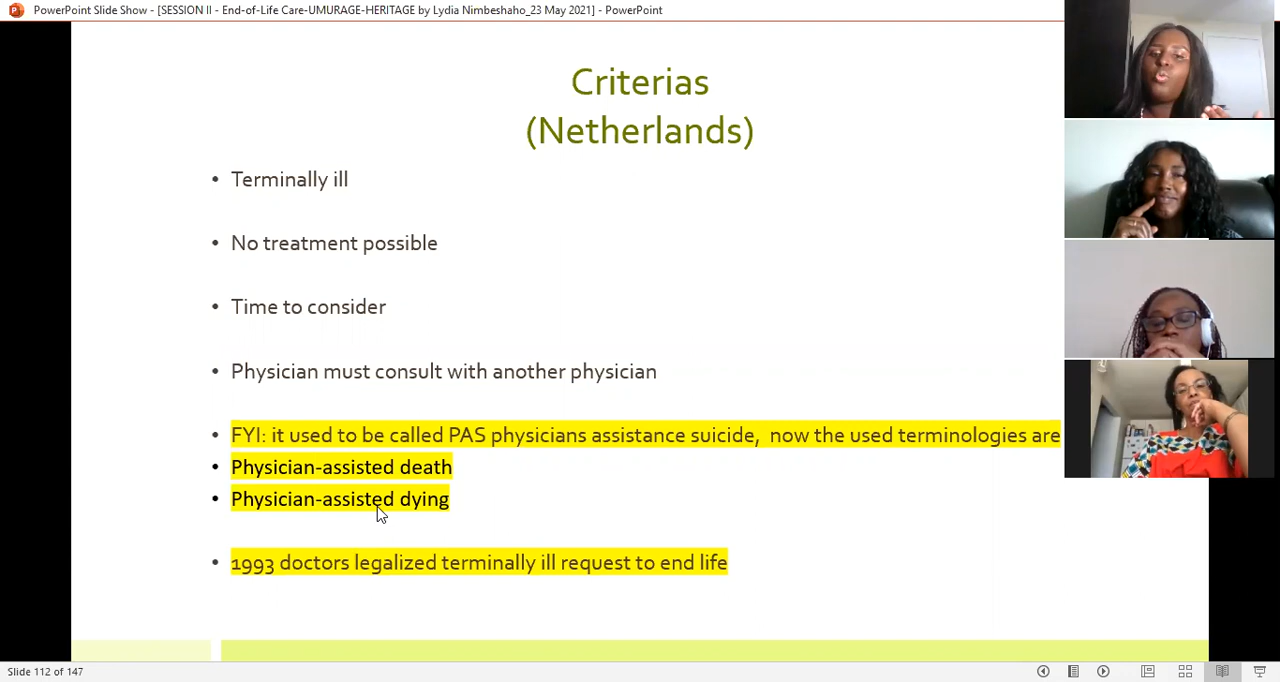 PowerPoint Slide Show - [SESSION II - End-of-Life Care-UMURAGE-HERITAGE by Lydia Nimbeshaho_23 May 2021] - PowerPoint
Criterias
(Netherlands)
• Terminally ill
• No treatment possible
• Time to consider
• Physician must consult with another physician
• FYI: it used to be called PAS physicians assistance suicide, now the used terminologies are
• Physician-assisted death
• Physician-assisted dying
• 1993 doctors legalized terminally ill request to end life
Slide 112 of 147